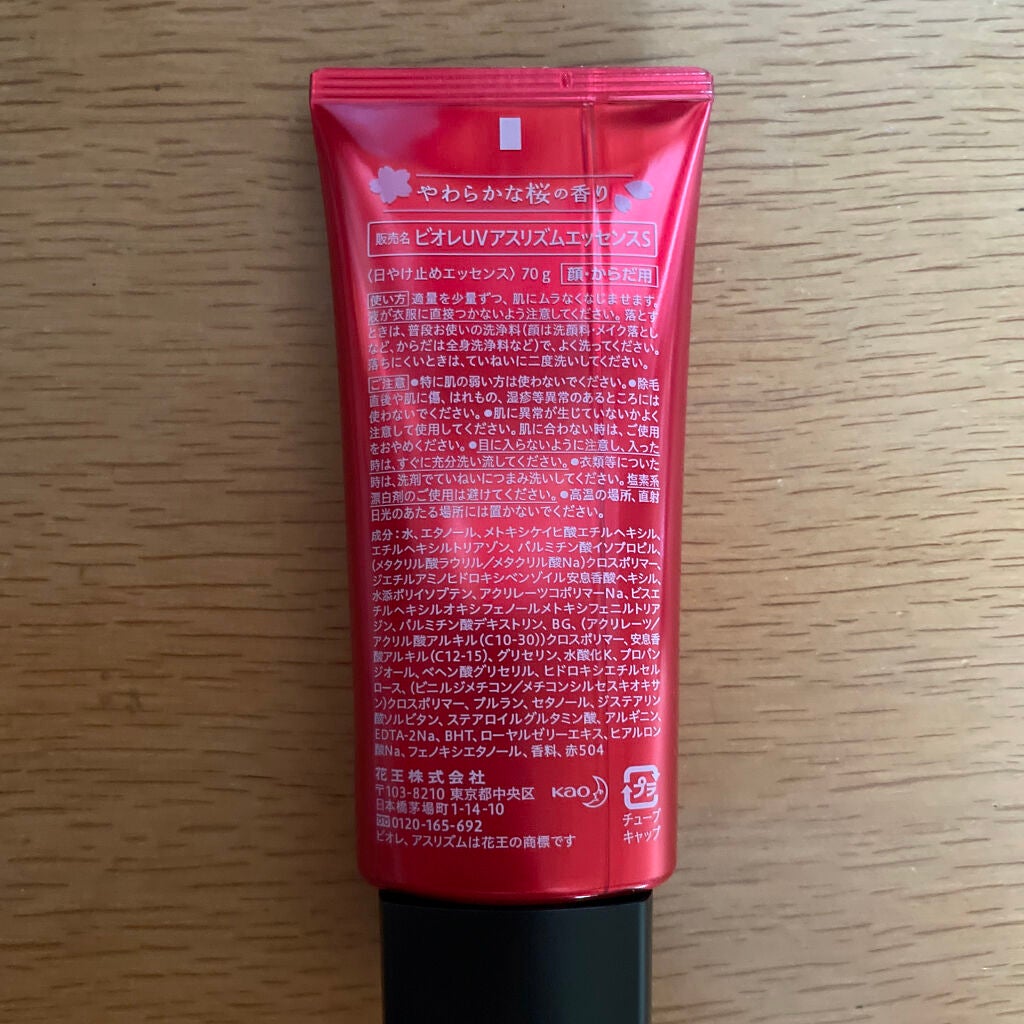 やわらかな桜の香り
販売名 ビオレUVアスリズムエッセンスS
〈日やけ止めエッセンス〉70g 顔・からだ用
使い方 適量を少量ずつ、肌にムラなくなじませます。
液が衣服に直接つかないよう注意してください。落とす
ときは、普段お使いの洗浄料(顔は洗顔料・メイク落とし
など、からだは全身洗浄料など)で、よく洗ってください。
落ちにくいときは、ていねいに二度洗いしてください。
ご注意 ●特に肌の弱い方は使わないでください。●除毛
直後や肌に傷、はれもの、湿疹等異常のあるところには
使わないでください。●肌に異常が生じていないかよく
注意して使用してください。肌に合わない時は、ご使用
をおやめください。●目に入らないように注意し、入った
時は、すぐに充分洗い流してください。●衣類等についた
時は、洗剤でていねいにつまみ洗いしてください。塩素系
漂白剤のご使用は避けてください。●高温の場所、直射
日光のあたる場所には置かないでください。
成分:水、エタノール、メトキシケイヒ酸エチルヘキシル、
エチルヘキシルトリアゾン、パルミチン酸イソプロピル、
(メタクリル酸ラウリル/メタクリル酸Na)クロスポリマー、
ジエチルアミノヒドロキシベンゾイル安息香酸ヘキシル、
水添ポリイソブテン、アクリレーツコポリマーNa、ビスエ
チルヘキシルオキシフェノールメトキシフェニルトリア
ジン、パルミチン酸デキストリン、BG、(アクリレーツ/
アクリル酸アルキル(C10-30))クロスポリマー、安息香
酸アルキル(C12-15)、グリセリン、水酸化K、プロパン
ジオール、ベヘン酸グリセリル、ヒドロキシエチルセル
ロース、(ビニルジメチコン/メチコンシルセスキオキサ
ン)クロスポリマー、プルラン、セタノール、ジステアリン
酸ソルビタン、ステアロイルグルタミン酸、アルギニン、
EDTA-2Na、BHT、ローヤルゼリーエキス、ヒアルロン
酸Na、フェノキシエタノール、香料、赤504
花王株式会社
〒103-8210 東京都中央区
日本橋茅場町1-14-10
0120-165-692
ビオレ、アスリズムは花王の商標です
Kao
プラ
チューブ
キャップ